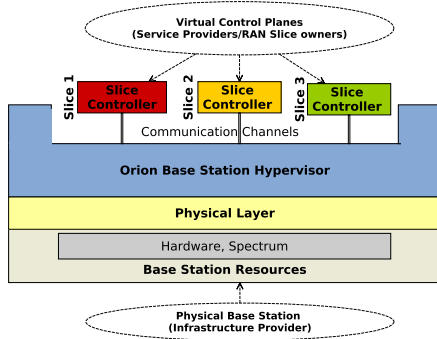 Virtual Control Planes
(Service Providers/RAN Slice owners)
Slice 1
Slice
Controller
Slice 2
Slice
Controller
Slice 3
Slice
Controller
Communication Channels
Orion Base Station Hypervisor
Physical Layer
Hardware, Spectrum
Base Station Resources
Physical Base Station
(Infrastructure Provider)